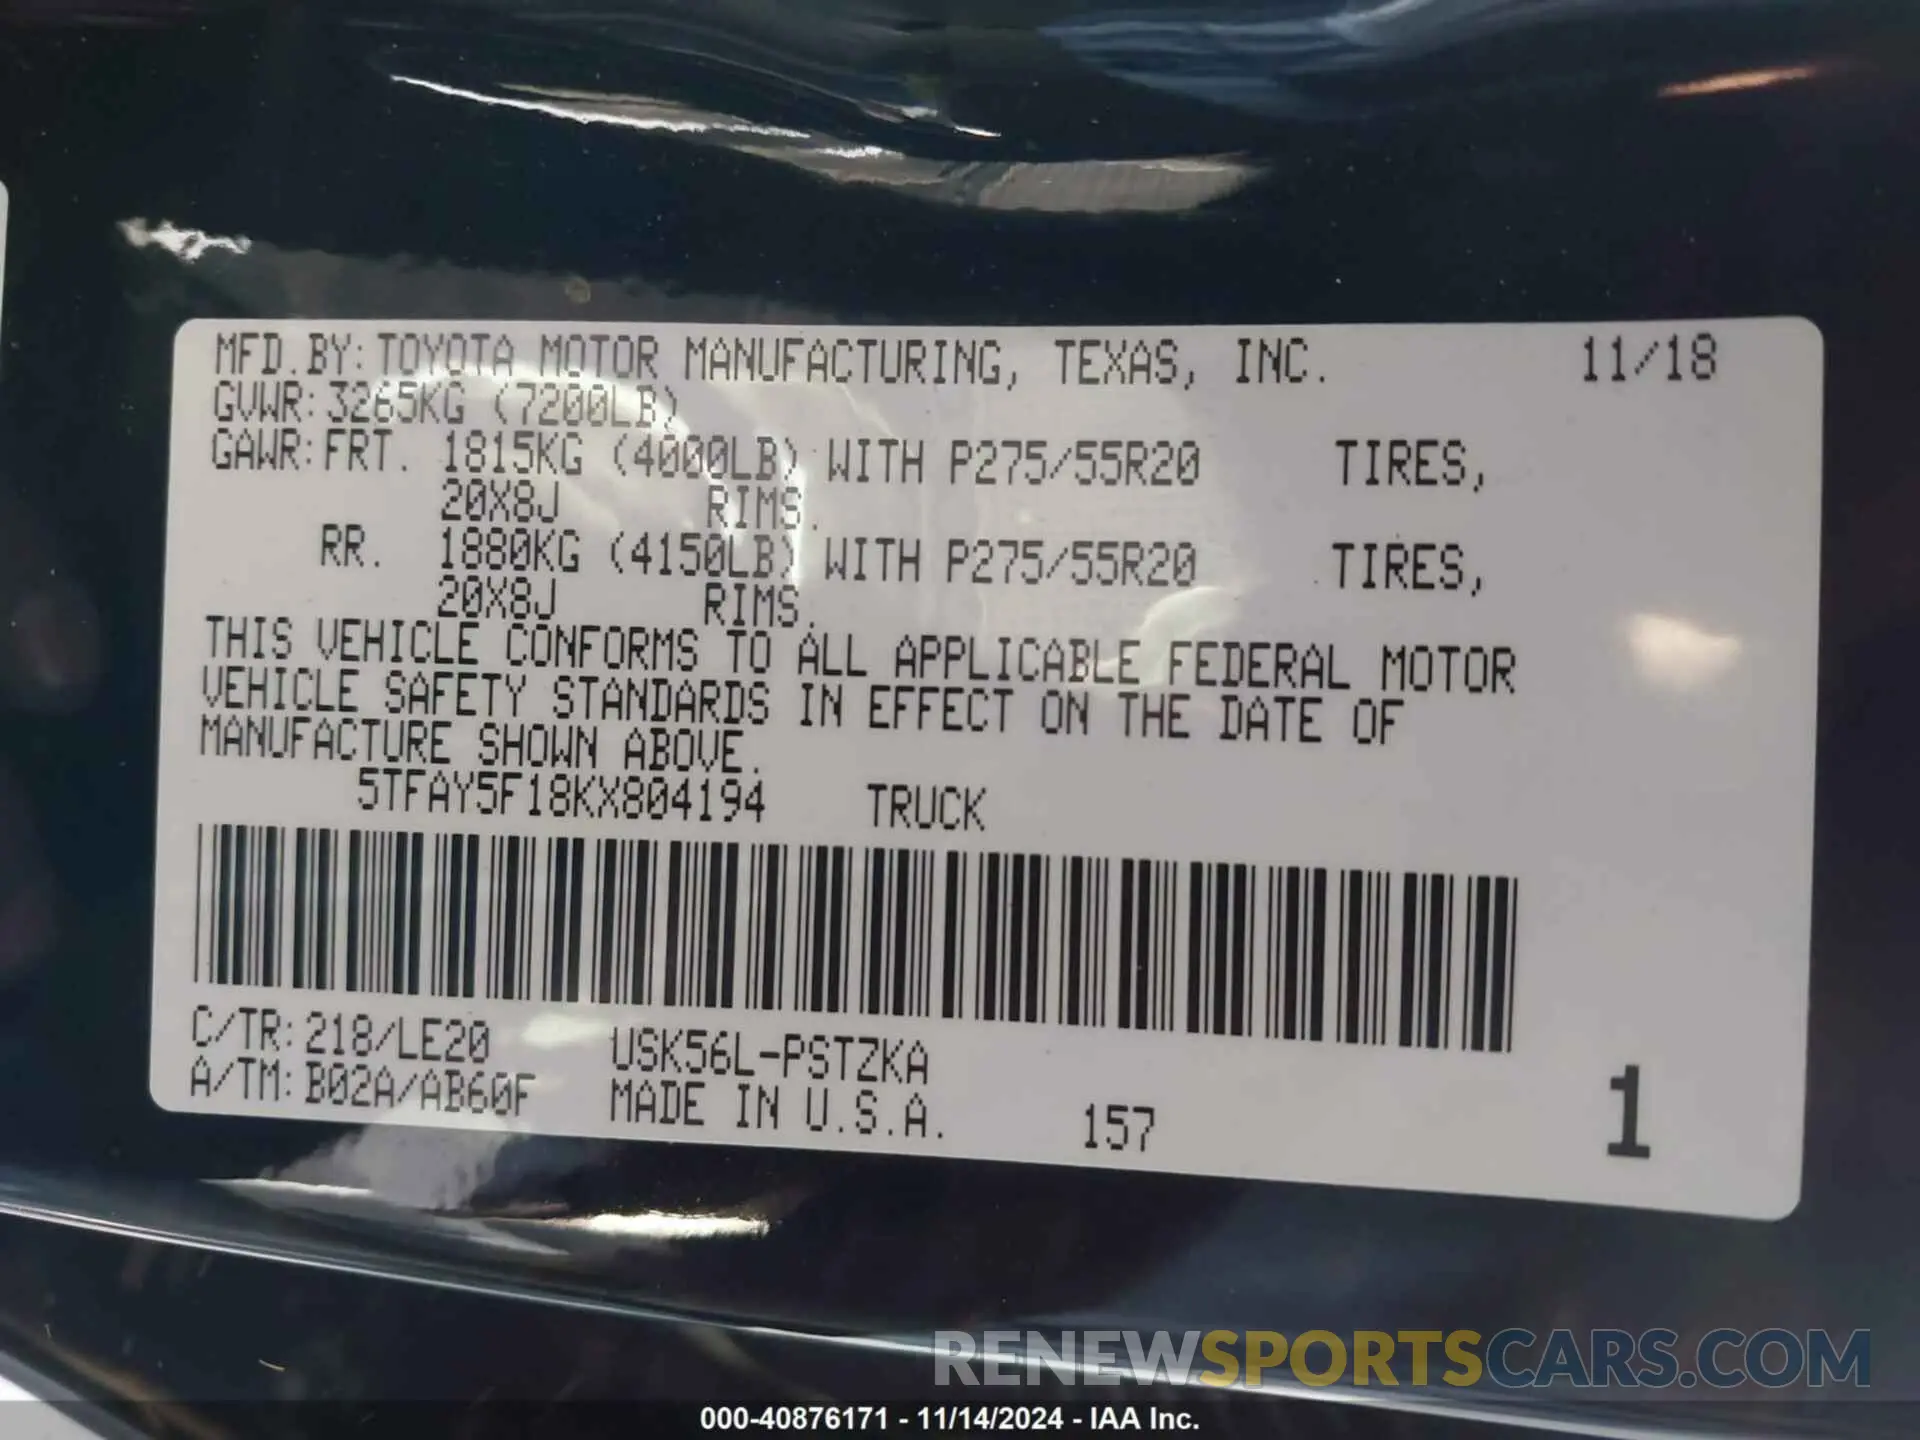 MFD.BY:TOYOTA MOTOR MANUFACTURING, TEXAS, INC. 11/18
GVWR:3265KG (7200LB)
GAWR:FRT. 1815KG (4000LB) WITH P275/55R20 TIRES,
20X8J RIMS.
RR. 1880KG (4150LB) WITH P275/55R20 TIRES,
20X8J RIMS.
THIS VEHICLE CONFORMS TO ALL APPLICABLE FEDERAL MOTOR
VEHICLE SAFETY STANDARDS IN EFFECT ON THE DATE OF
MANUFACTURE SHOWN ABOVE.
5TFAY5F18KX804194 TRUCK
C/TR:218/LE20 USK56L-PSTZKA
A/TM:B02A/AB60F MADE IN U.S.A. 157 1
RENEWSPORTSCARS.COM
000-40876171 - 11/14/2024 - IAA Inc.